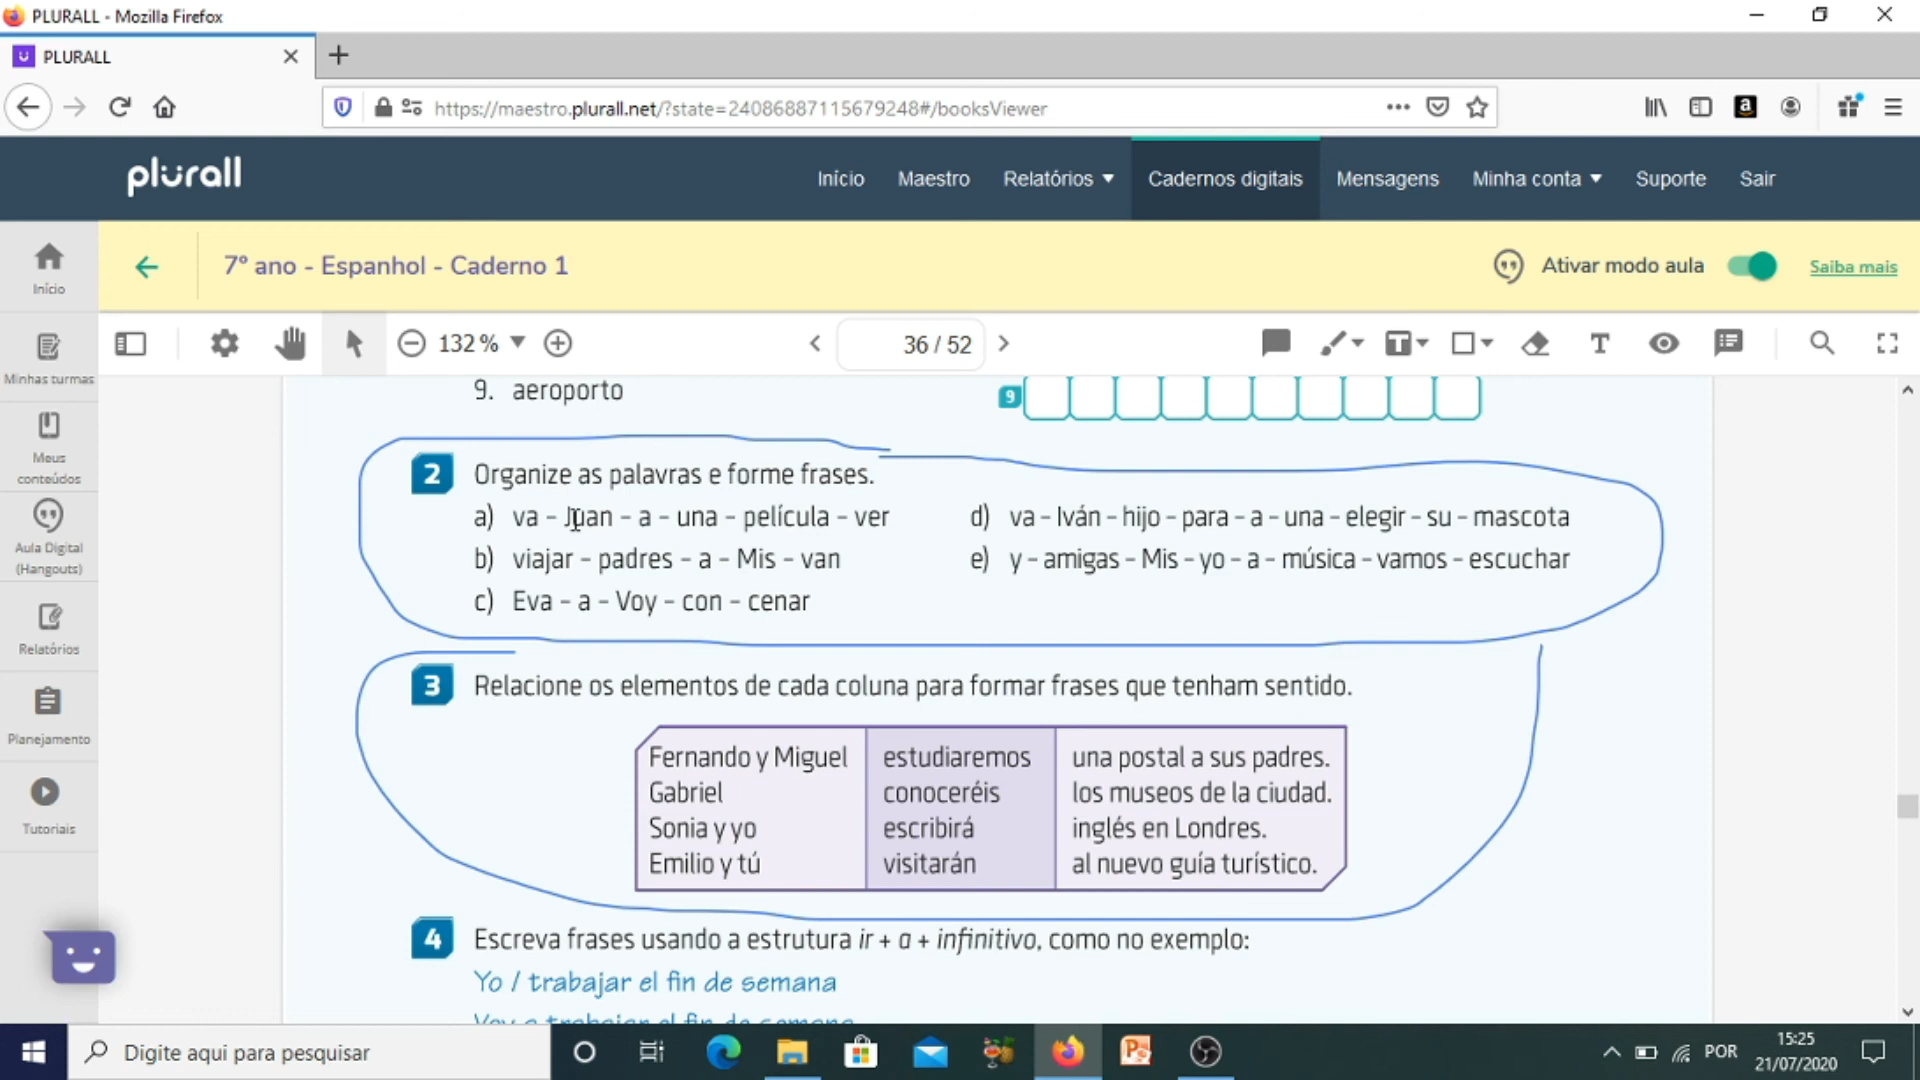 PLURALL - Mozilla Firefox
PLURALL
https://maestro.plurall.net/?state=24086887115679248#/booksViewer
plurall
Início Maestro Relatórios Cadernos digitais Mensagens Minha conta Suporte Sair
7º ano - Espanhol - Caderno 1
Ativar modo aula
Saiba mais
Início
Minhas turmas
Meus conteúdos
Aula Digital (Hangouts)
Relatórios
Planejamento
Tutoriais
132 %
36 / 52
9. aeroporto
9
2 Organize as palavras e forme frases.
a) va – Juan – a – una – película – ver
b) viajar – padres – a – Mis – van
c) Eva – a – Voy – con – cenar
d) va – Iván – hijo – para – a – una – elegir – su – mascota
e) y – amigas – Mis – yo – a – música – vamos – escuchar
3 Relacione os elementos de cada coluna para formar frases que tenham sentido.
Fernando y Miguel estudiaremos una postal a sus padres.
Gabriel conoceréis los museos de la ciudad.
Sonia y yo escribirá inglés en Londres.
Emilio y tú visitarán al nuevo guía turístico.
4 Escreva frases usando a estrutura ir + a + infinitivo, como no exemplo:
Yo / trabajar el fin de semana
Voy a trabajar el fin de semana
Digite aqui para pesquisar
POR
15:25
21/07/2020